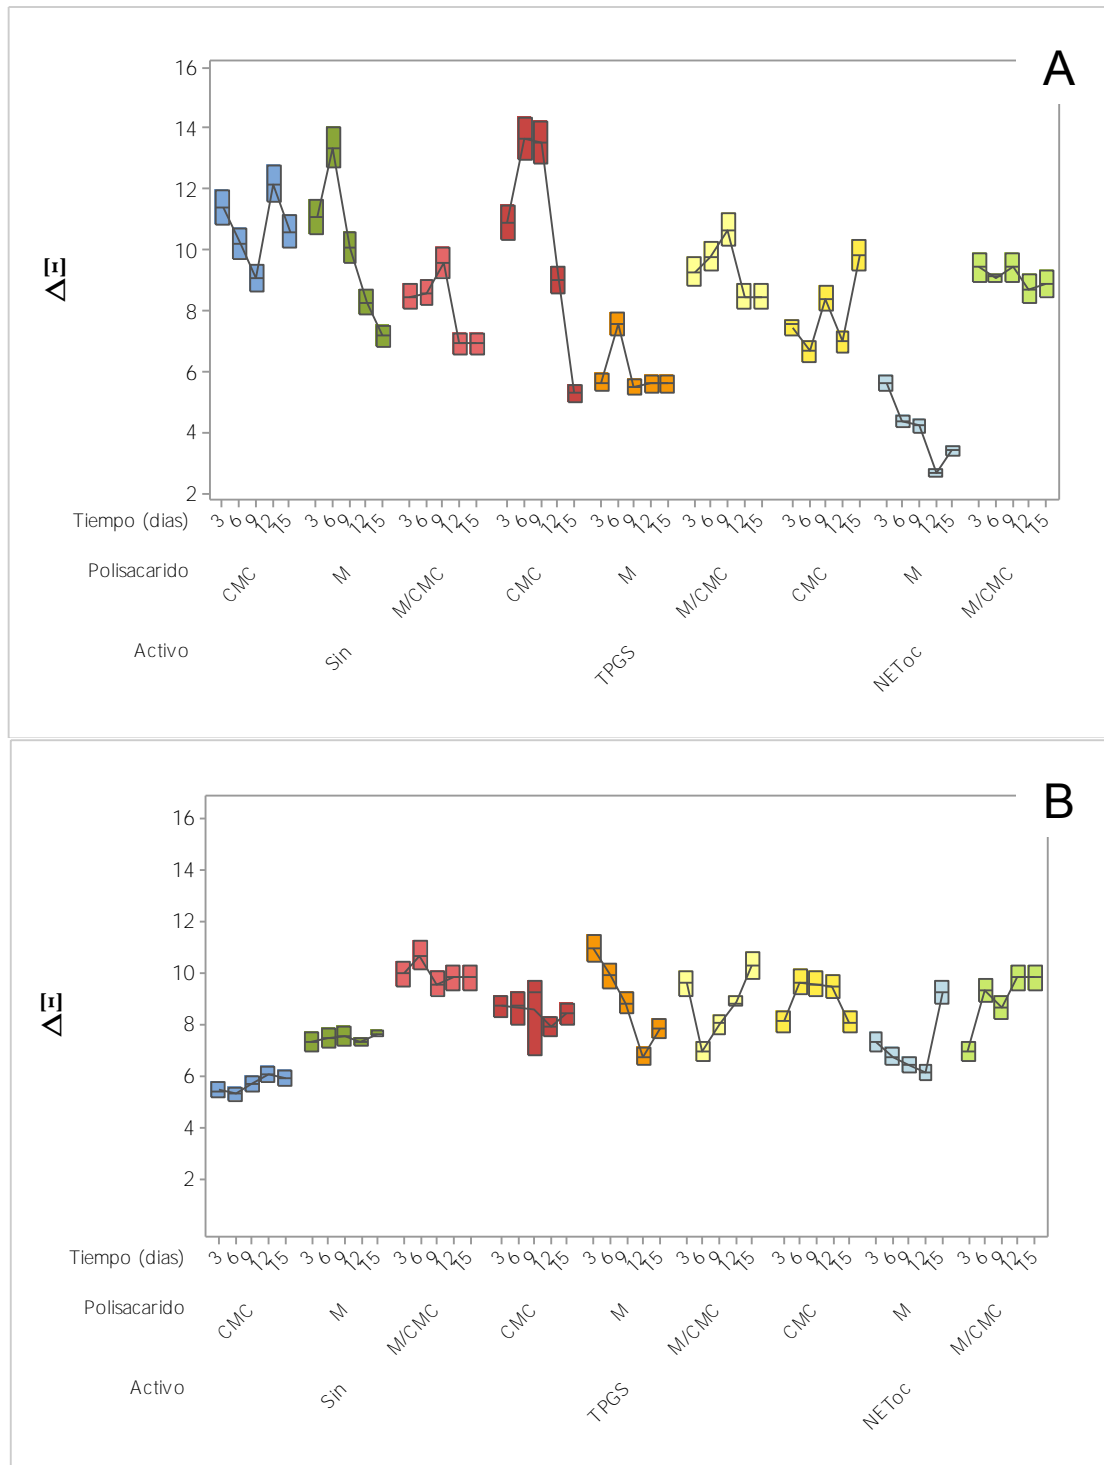 A
16
14
12
10
8
6
4
2
ΔΞ
Tiempo (dias) 3 6 9 12 15 3 6 9 12 15 3 6 9 12 15 3 6 9 12 15 3 6 9 12 15 3 6 9 12 15 3 6 9 12 15 3 6 9 12 15 3 6 9 12 15
Polisacarido CMC M M/CMC CMC M M/CMC CMC M M/CMC
Activo Sin TPGS NEToc
B
16
14
12
10
8
6
4
2
ΔΞ
Tiempo (dias) 3 6 9 12 15 3 6 9 12 15 3 6 9 12 15 3 6 9 12 15 3 6 9 12 15 3 6 9 12 15 3 6 9 12 15 3 6 9 12 15 3 6 9 12 15
Polisacarido CMC M M/CMC CMC M M/CMC CMC M M/CMC
Activo Sin TPGS NEToc